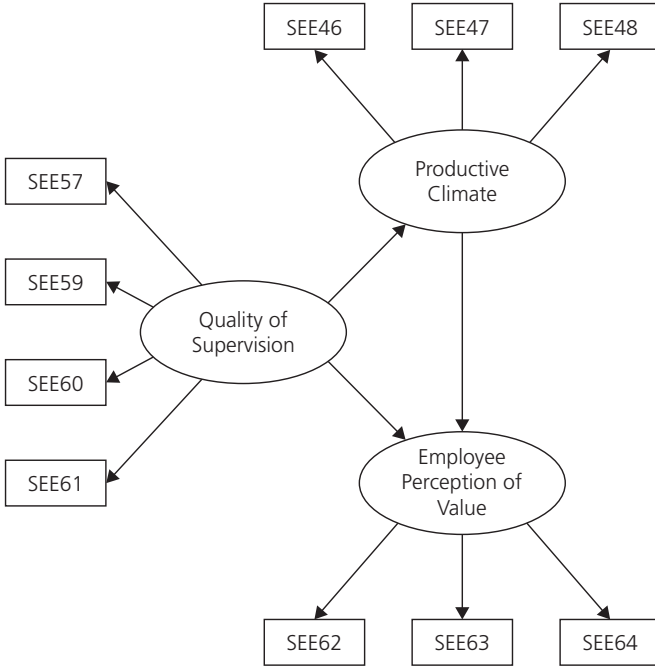 SEE46
SEE47
SEE48
Productive
Climate
SEE57
SEE59
SEE60
SEE61
Quality of
Supervision
Employee
Perception of
Value
SEE62
SEE63
SEE64